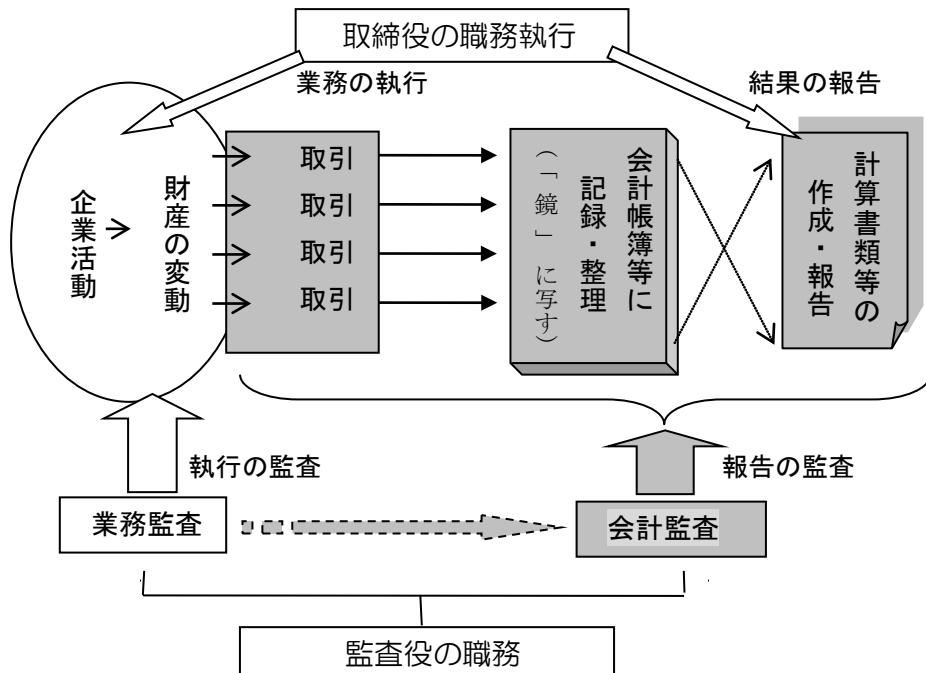 取締役の職務執行
業務の執行
結果の報告
企業活動
財産の変動
取引
取引
取引
取引
会計帳簿等に
記録・整理
（「鏡」に写す）
計算書類等の
作成・報告
執行の監査
報告の監査
業務監査
会計監査
監査役の職務